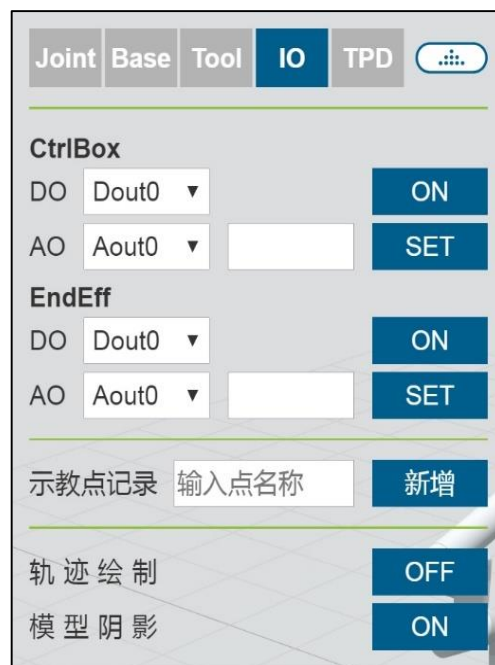 Joint Base Tool IO TPD
CtrlBox
DO Dout0 ON
AO Aout0 SET
EndEff
DO Dout0 ON
AO Aout0 SET
示教点记录 输入点名称 新增
轨迹绘制 OFF
模型阴影 ON